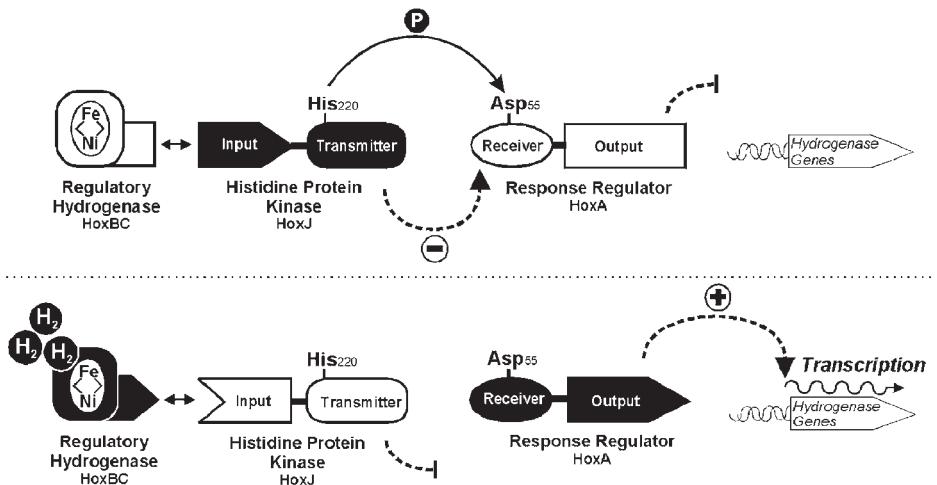 P
His220
Asp55
Fe
Ni
Input
Transmitter
Receiver
Output
Hydrogenase
Genes
Regulatory
Hydrogenase
HoxBC
Histidine Protein
Kinase
HoxJ
Response Regulator
HoxA
−
+
H2
H2
H2
His220
Asp55
Transcription
Fe
Ni
Input
Transmitter
Receiver
Output
Hydrogenase
Genes
Regulatory
Hydrogenase
HoxBC
Histidine Protein
Kinase
HoxJ
Response Regulator
HoxA